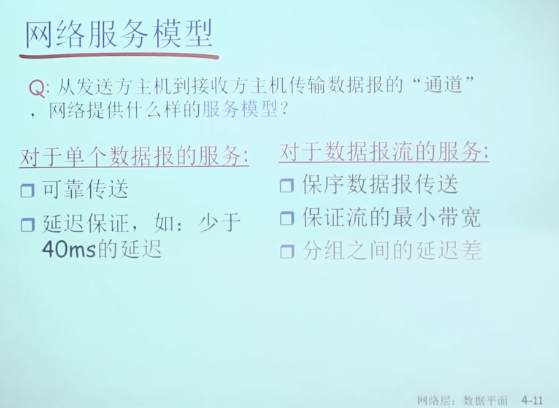 网络服务模型
Q: 从发送方主机到接收方主机传输数据报的“通道”
，网络提供什么样的服务模型？
对于单个数据报的服务:
可靠传送
延迟保证，如：少于
40ms的延迟
对于数据报流的服务:
保序数据报传送
保证流的最小带宽
分组之间的延迟差
网络层：数据平面 4-11